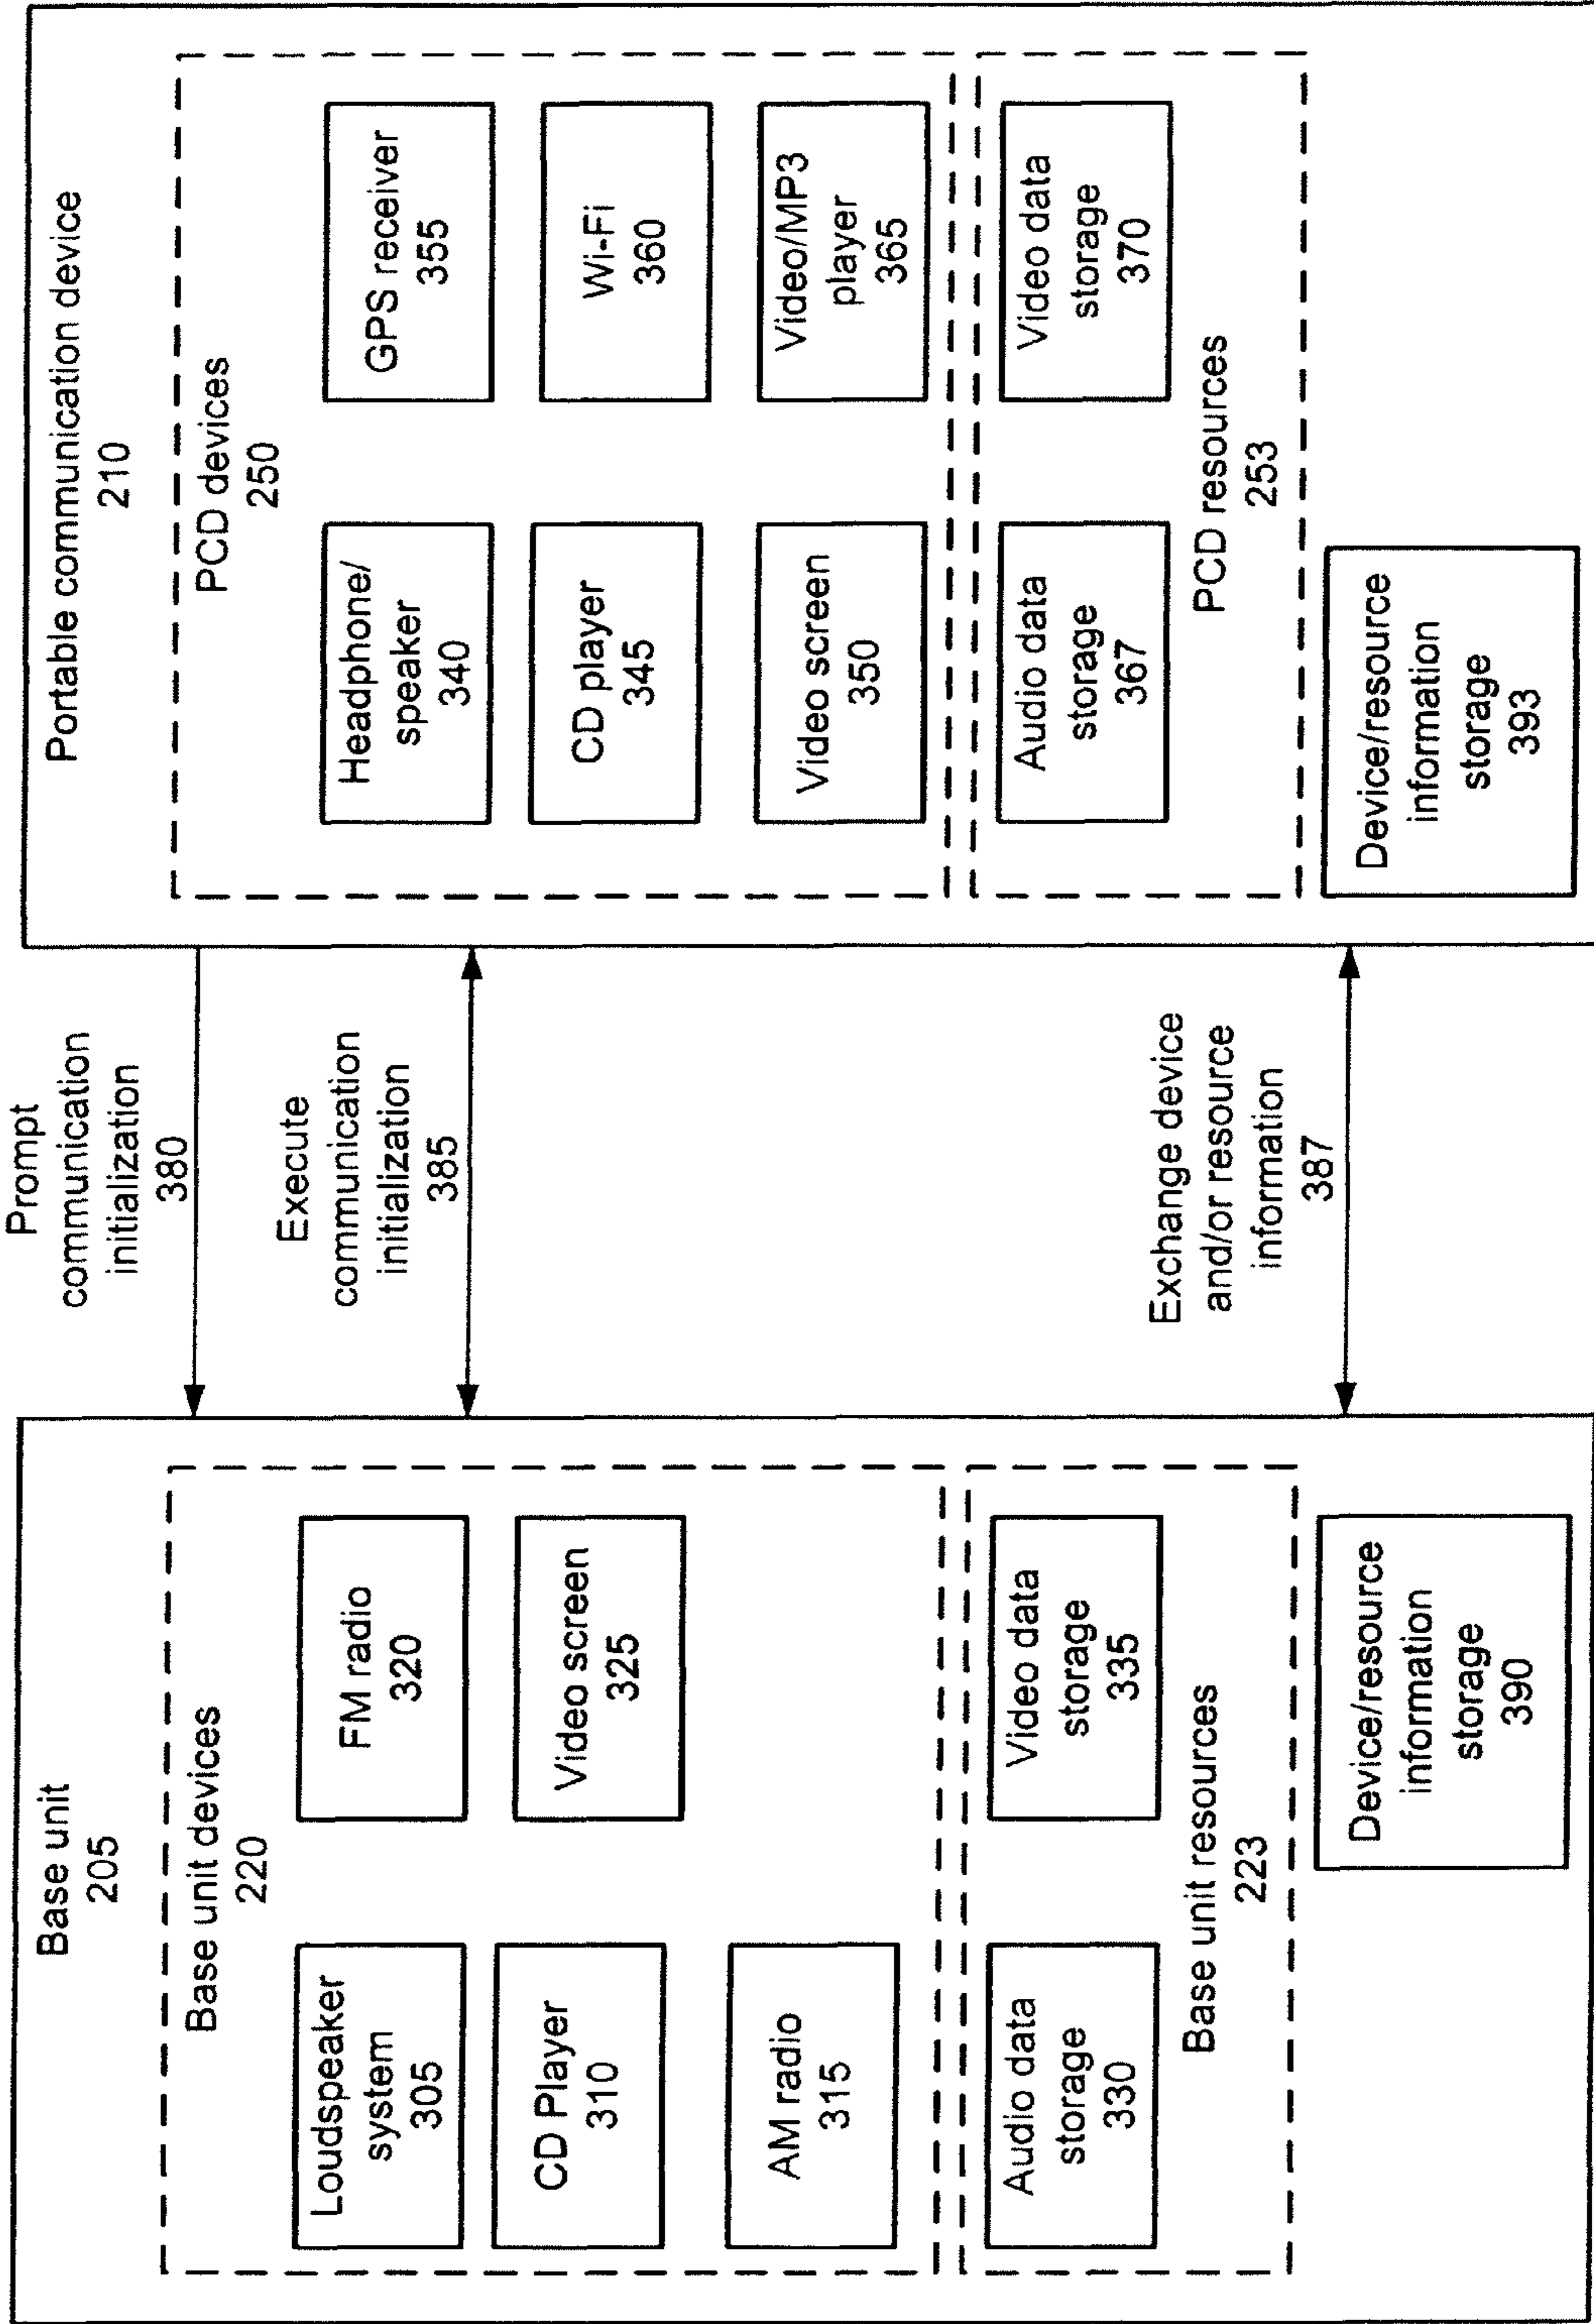 Base unit
205
Base unit devices
220
Loudspeaker
system
305
FM radio
320
CD Player
310
Video screen
325
AM radio
315
Audio data
storage
330
Video data
storage
335
Base unit resources
223
Device/resource
information
storage
390
Prompt
communication
initialization
380
Execute
communication
initialization
385
Exchange device
and/or resource
information
387
Portable communication device
210
PCD devices
250
Headphone/
speaker
340
GPS receiver
355
CD player
345
Wi-Fi
360
Video screen
350
Video/MP3
player
365
Audio data
storage
367
Video data
storage
370
PCD resources
253
Device/resource
information
storage
393